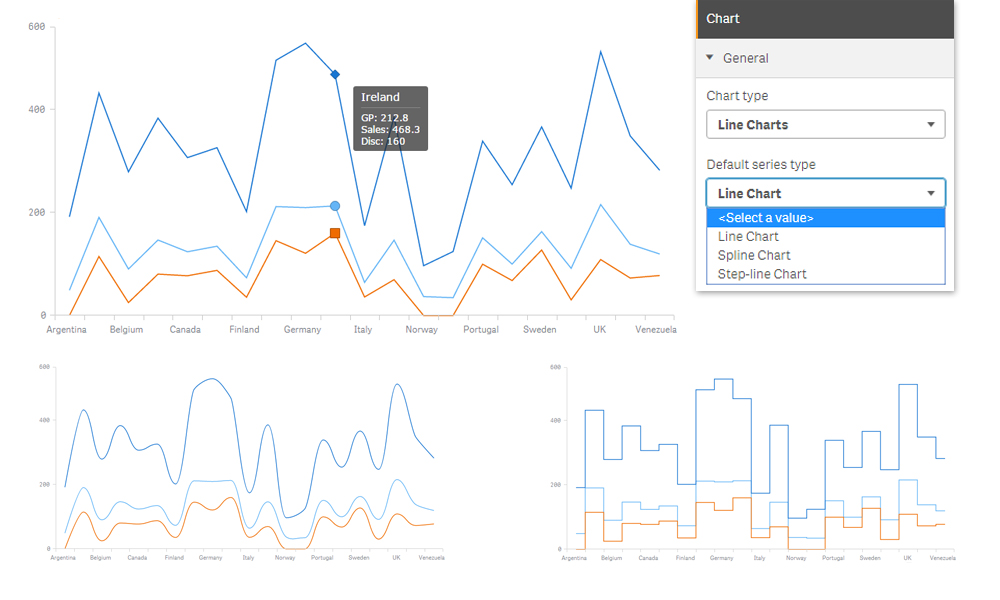 600
400
200
0
Argentina Belgium Canada Finland Germany Italy Norway Portugal Sweden UK Venezuela
Ireland
GP: 212.8
Sales: 468.3
Disc: 160
Chart
General
Chart type
Line Charts
Default series type
Line Chart
<Select a value>
Line Chart
Spline Chart
Step-line Chart
600
400
200
0
Argentina Belgium Canada Finland Germany Italy Norway Portugal Sweden UK Venezuela
600
400
200
0
Argentina Belgium Canada Finland Germany Italy Norway Portugal Sweden UK Venezuela